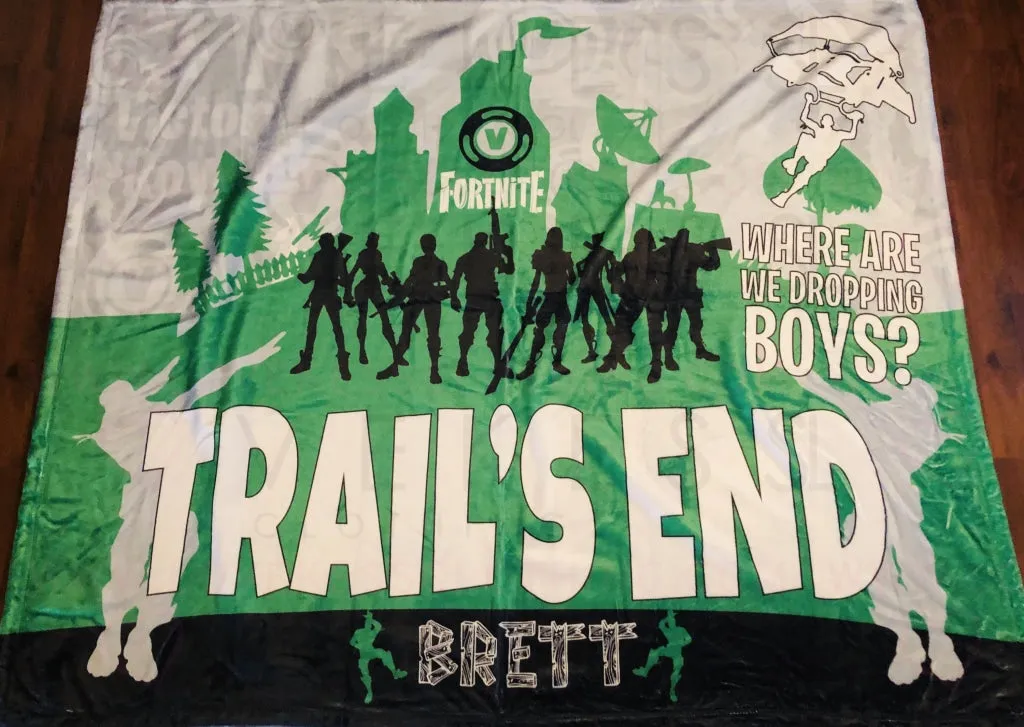 V
FORTNITE
WHERE ARE
WE DROPPING
BOYS?
TRAIL'S END
BRETT